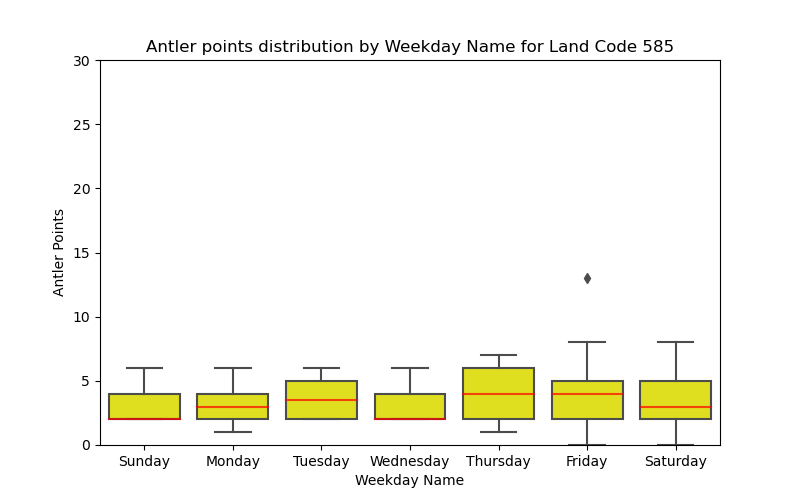 Antler points distribution by Weekday Name for Land Code 585
30
25
20
15
10
5
0
Antler Points
Sunday Monday Tuesday Wednesday Thursday Friday Saturday
Weekday Name